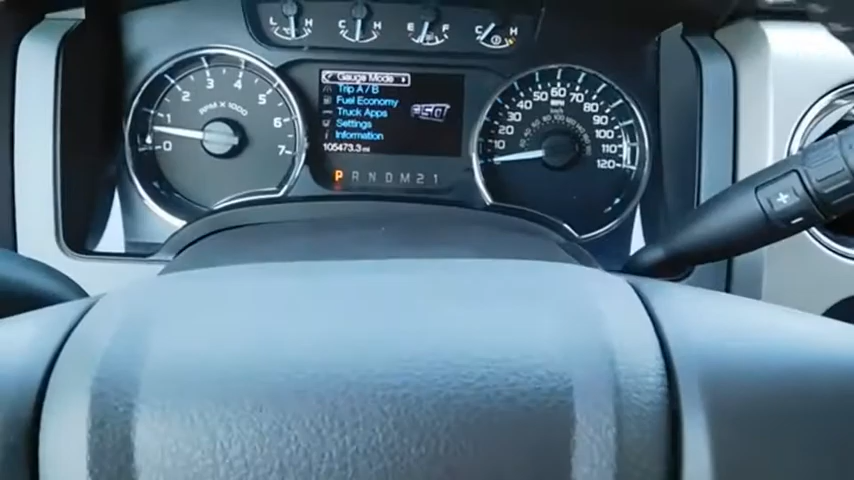 L H C H E F C H
Gauge Mode
Trip A / B
Fuel Economy
Truck Apps
Settings
Information
F150
105473.3 mi
P R N D M 2 1
RPM X 1000
0 1 2 3 4 5 6 7
MPH
km/h
10 20 30 40 50 60 70 80 90 100 110 120
+
-